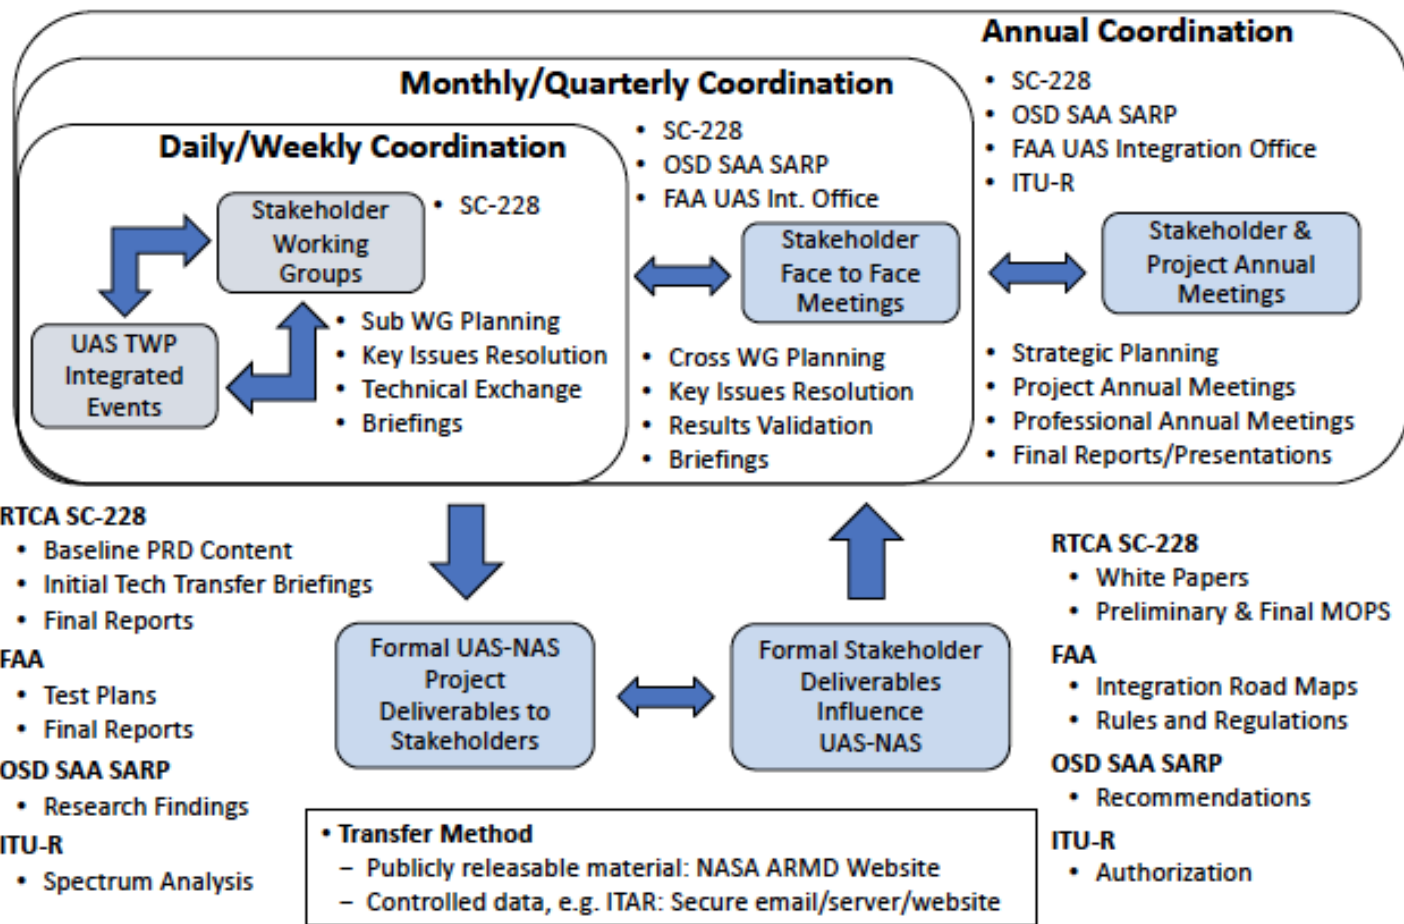 Annual Coordination
• SC-228
• OSD SAA SARP
• FAA UAS Integration Office
• ITU-R
Stakeholder &
Project Annual
Meetings
• Strategic Planning
• Project Annual Meetings
• Professional Annual Meetings
• Final Reports/Presentations
Monthly/Quarterly Coordination
• SC-228
• OSD SAA SARP
• FAA UAS Int. Office
Stakeholder
Face to Face
Meetings
• Cross WG Planning
• Key Issues Resolution
• Results Validation
• Briefings
Daily/Weekly Coordination
Stakeholder
Working
Groups
• SC-228
UAS TWP
Integrated
Events
• Sub WG Planning
• Key Issues Resolution
• Technical Exchange
• Briefings
RTCA SC-228
• Baseline PRD Content
• Initial Tech Transfer Briefings
• Final Reports
FAA
• Test Plans
• Final Reports
OSD SAA SARP
• Research Findings
ITU-R
• Spectrum Analysis
Formal UAS-NAS
Project
Deliverables to
Stakeholders
Formal Stakeholder
Deliverables
Influence
UAS-NAS
RTCA SC-228
• White Papers
• Preliminary & Final MOPS
FAA
• Integration Road Maps
• Rules and Regulations
OSD SAA SARP
• Recommendations
ITU-R
• Authorization
• Transfer Method
– Publicly releasable material: NASA ARMD Website
– Controlled data, e.g. ITAR: Secure email/server/website